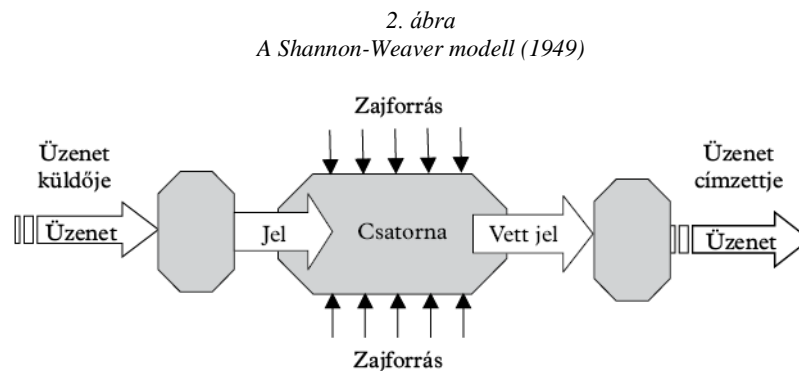 2. ábra
A Shannon-Weaver modell (1949)
Zajforrás
Üzenet
küldője
Üzenet
címzettje
Üzenet
Jel
Csatorna
Vett jel
Üzenet
Zajforrás